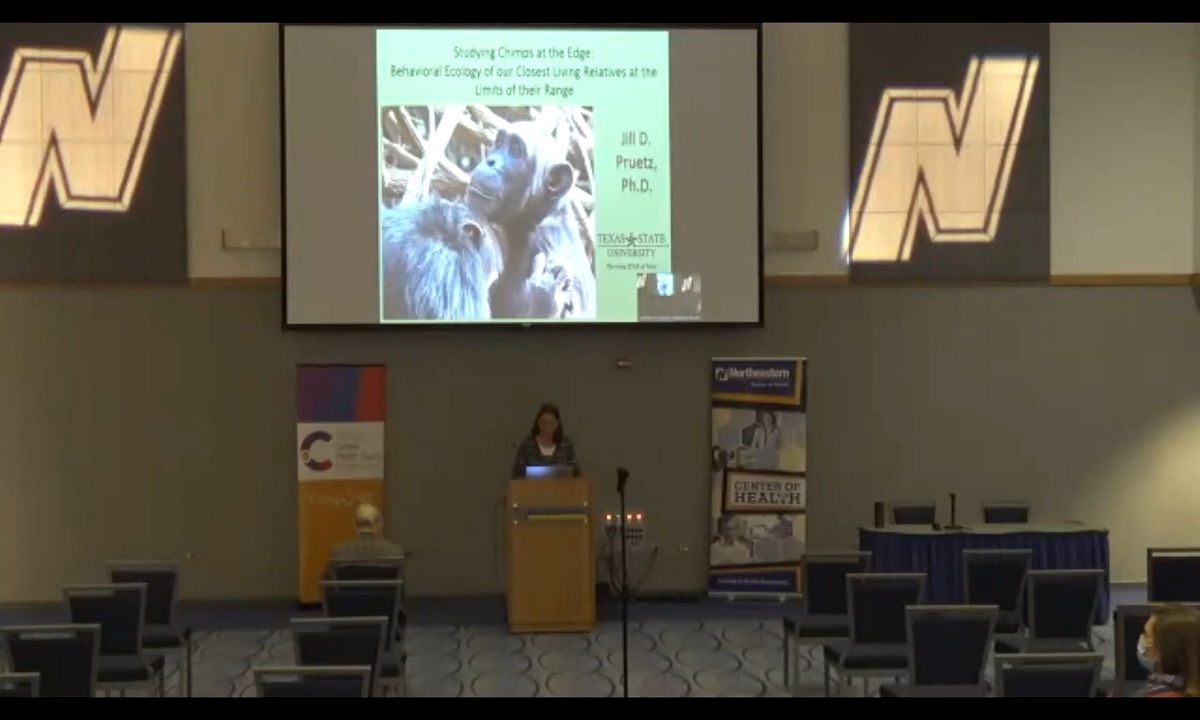 Studying Chimps at the Edge:
Behavioral Ecology of our Closest Living Relatives at the
Limits of their Range
Jill D.
Pruetz,
Ph.D.
TEXAS STATE
UNIVERSITY
N
N
C
Northeastern
CENTER OF
HEALTH